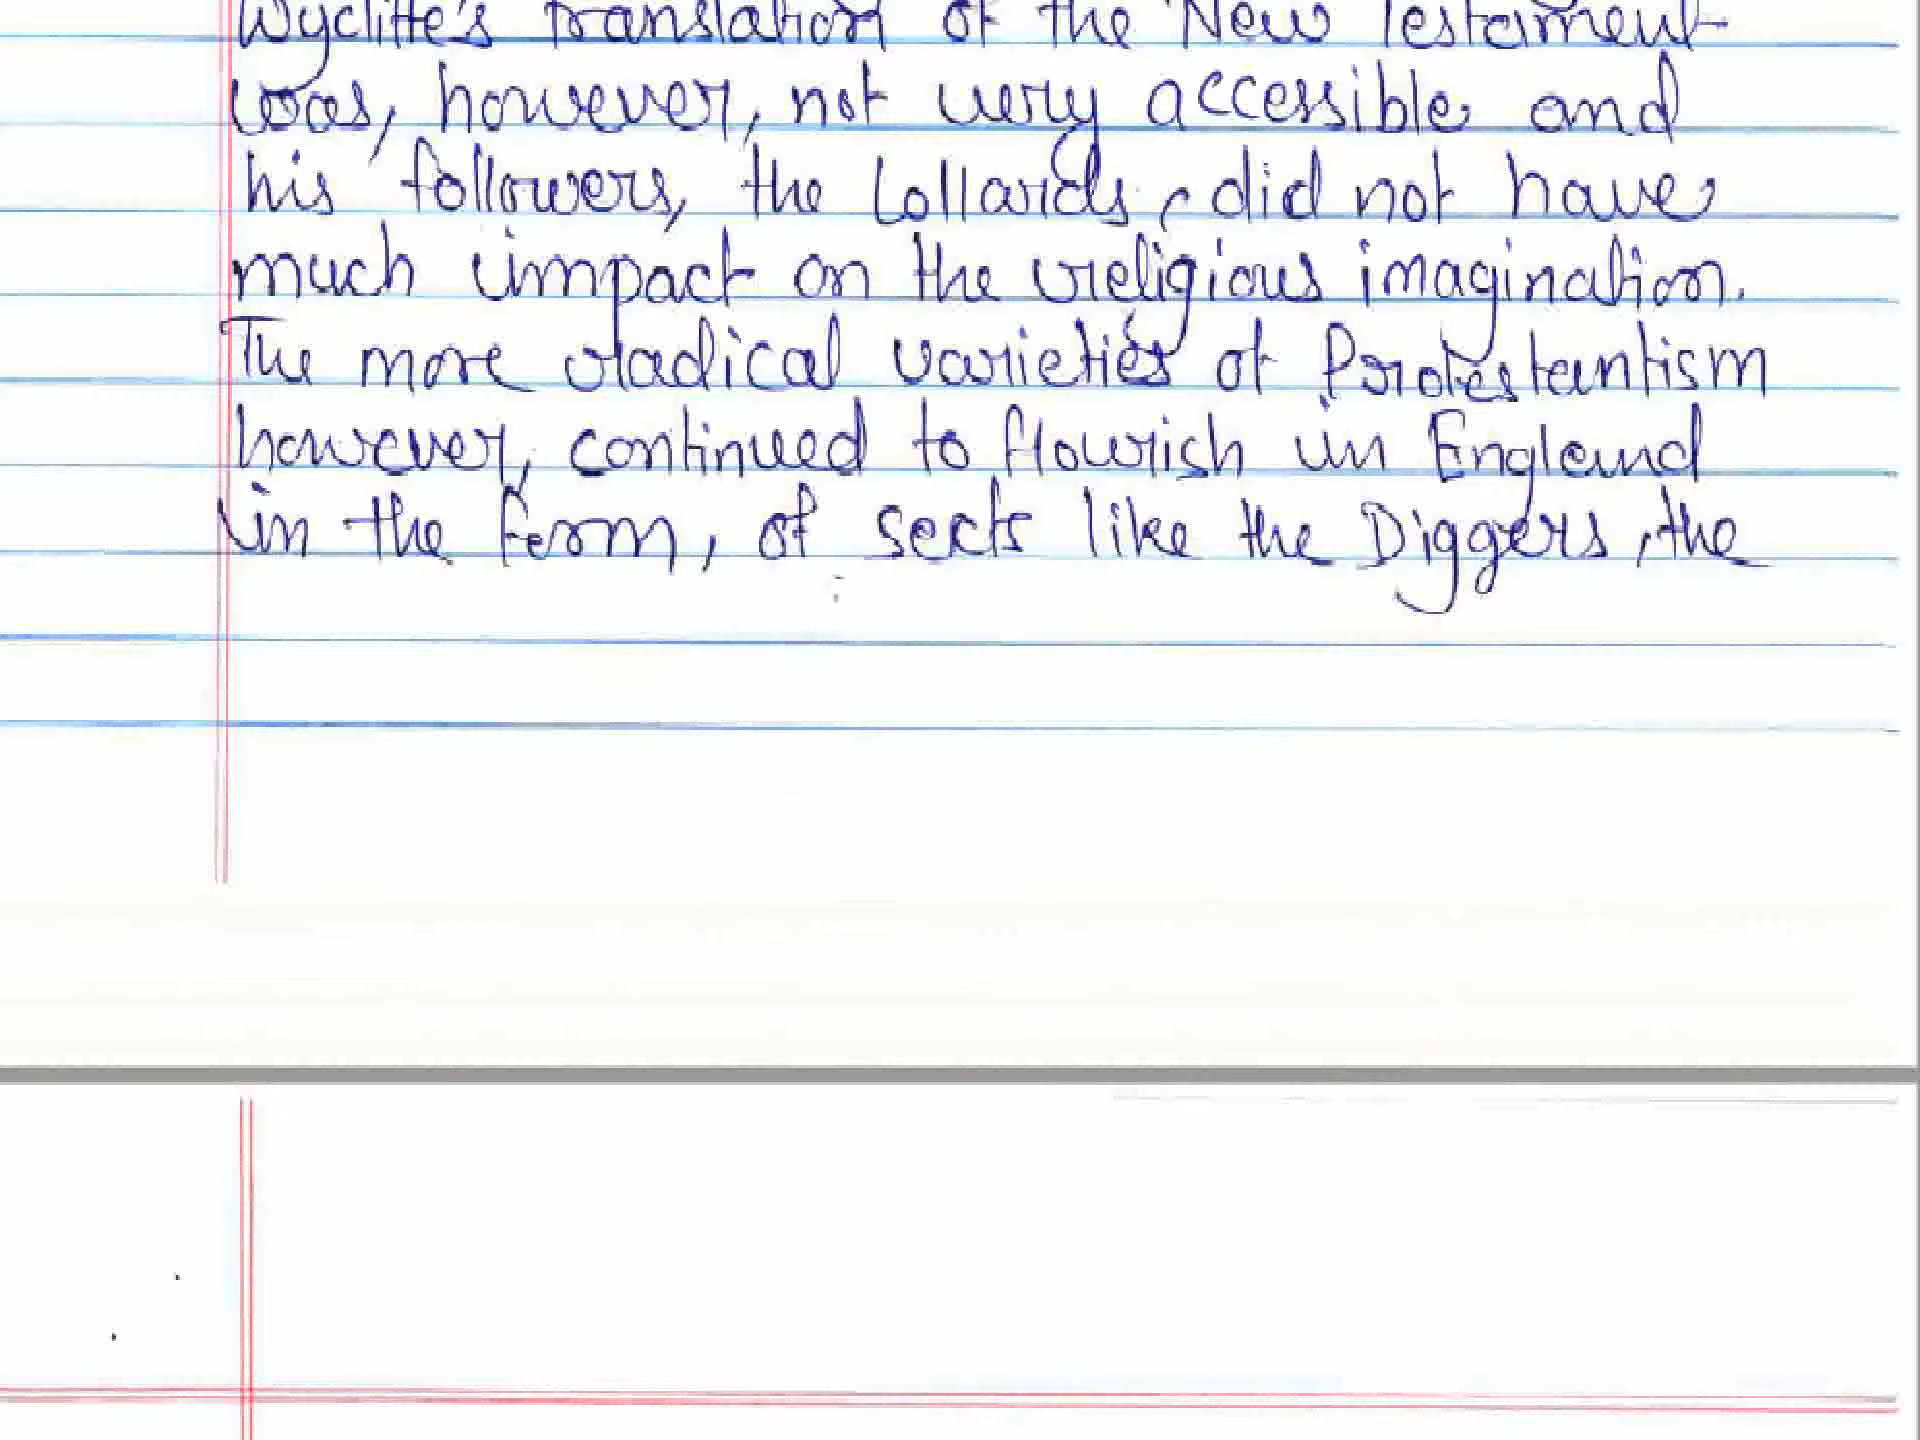 Wycliffe's translation of the New Testament
was, however, not very accessible and
his followers, the Lollards, did not have
much impact on the religious imagination.
The more radical varieties of Protestantism
however, continued to flourish in England
in the form, of sects like the Diggers, the